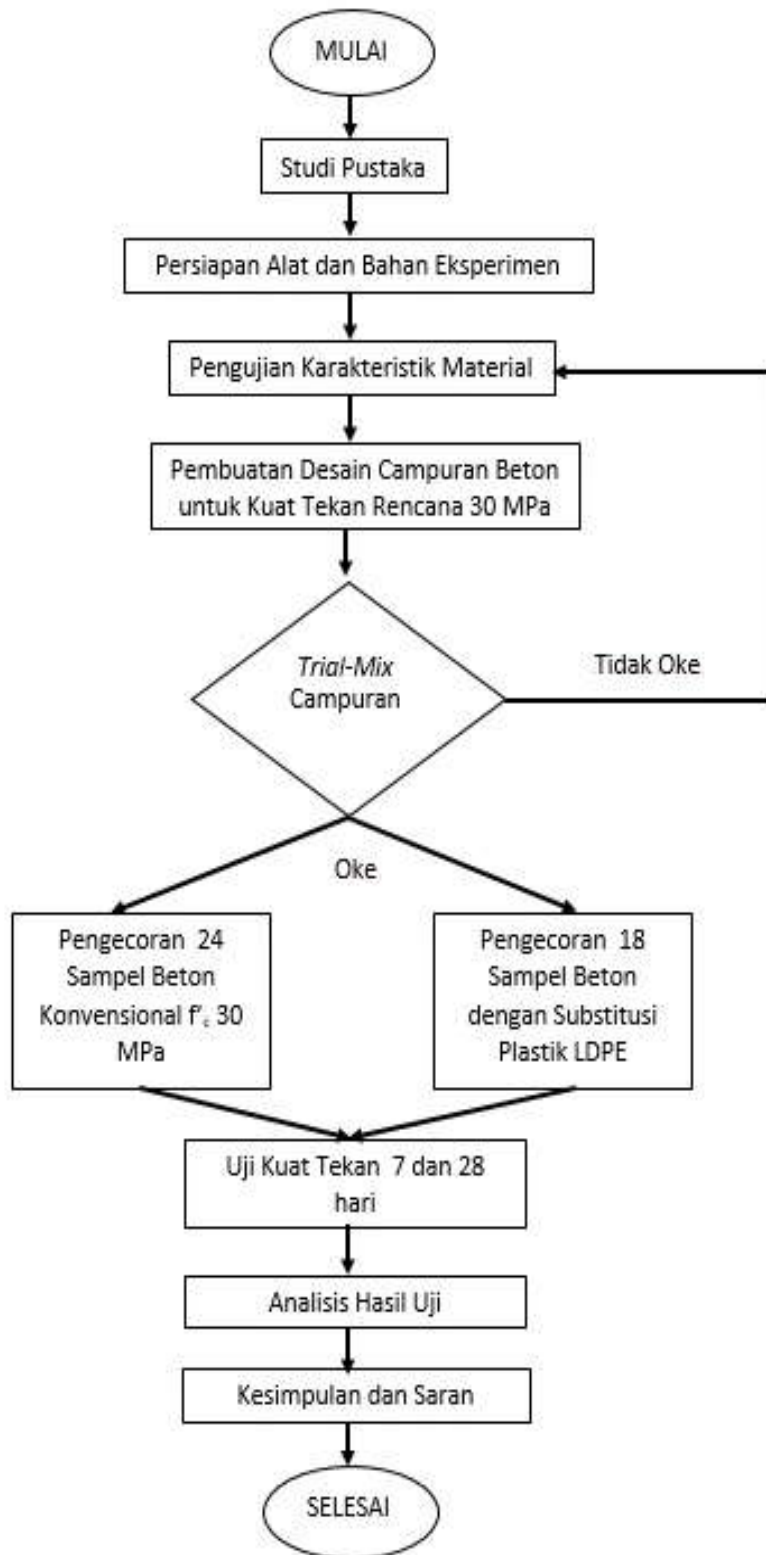 MULAI
Studi Pustaka
Persiapan Alat dan Bahan Eksperimen
Pengujian Karakteristik Material
Pembuatan Desain Campuran Beton
untuk Kuat Tekan Rencana 30 MPa
Trial-Mix
Campuran
Tidak Oke
Oke
Pengecoran 24
Sampel Beton
Konvensional f'c 30
MPa
Pengecoran 18
Sampel Beton
dengan Substitusi
Plastik LDPE
Uji Kuat Tekan 7 dan 28
hari
Analisis Hasil Uji
Kesimpulan dan Saran
SELESAI